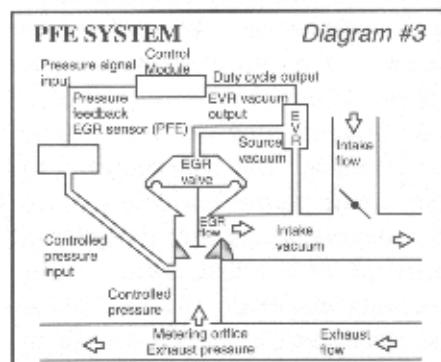 PFE SYSTEM
Diagram #3
Pressure signal
input
Control
Module
Duty cycle output
Pressure
feedback
EGR sensor (PFE)
EVR vacuum
output
EVR
Source
vacuum
Intake
flow
EGR
valve
EGR
flow
Intake
vacuum
Controlled
pressure
input
Controlled
pressure
Metering orifice
Exhaust pressure
Exhaust
flow